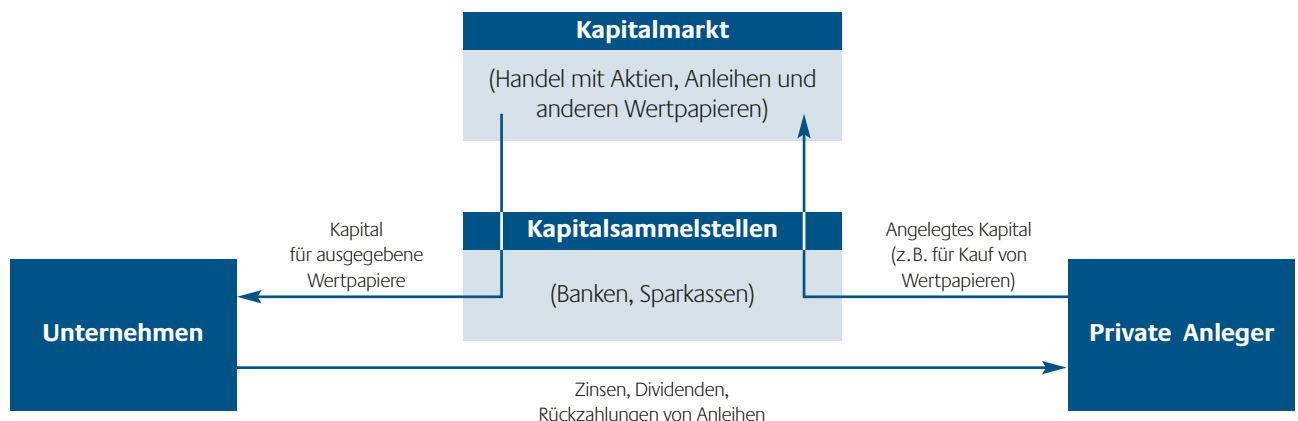 Kapitalmarkt
(Handel mit Aktien, Anleihen und
anderen Wertpapieren)
Kapital
für ausgegebene
Wertpapiere
Kapitalsammelstellen
(Banken, Sparkassen)
Angelegtes Kapital
(z.B. für Kauf von
Wertpapieren)
Unternehmen
Private Anleger
Zinsen, Dividenden,
Rückzahlungen von Anleihen